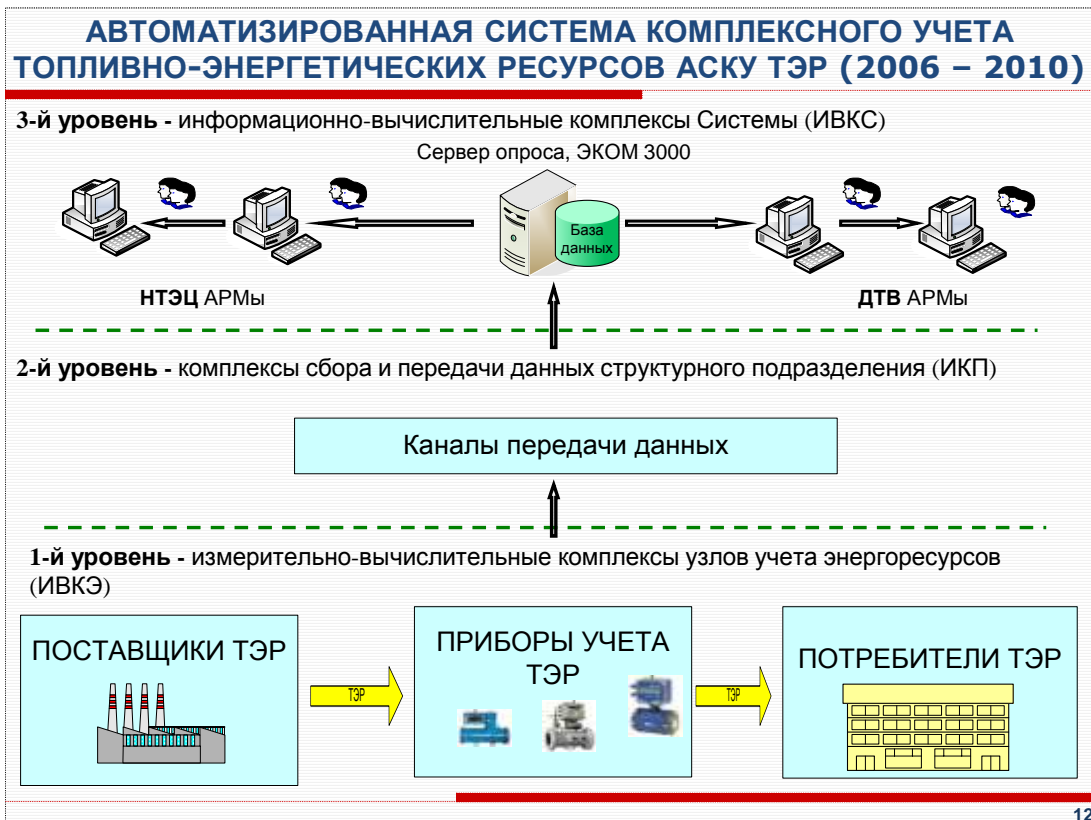 АВТОМАТИЗИРОВАННАЯ СИСТЕМА КОМПЛЕКСНОГО УЧЕТА
ТОПЛИВНО-ЭНЕРГЕТИЧЕСКИХ РЕСУРСОВ АСКУ ТЭР (2006 – 2010)
3-й уровень - информационно-вычислительные комплексы Системы (ИВКС)
Сервер опроса, ЭКОМ 3000
База
данных
НТЭЦ АРМы
ДТВ АРМы
2-й уровень - комплексы сбора и передачи данных структурного подразделения (ИКП)
Каналы передачи данных
1-й уровень - измерительно-вычислительные комплексы узлов учета энергоресурсов
(ИВКЭ)
ПОСТАВЩИКИ ТЭР
ТЭР
ПРИБОРЫ УЧЕТА
ТЭР
ТЭР
ПОТРЕБИТЕЛИ ТЭР
12